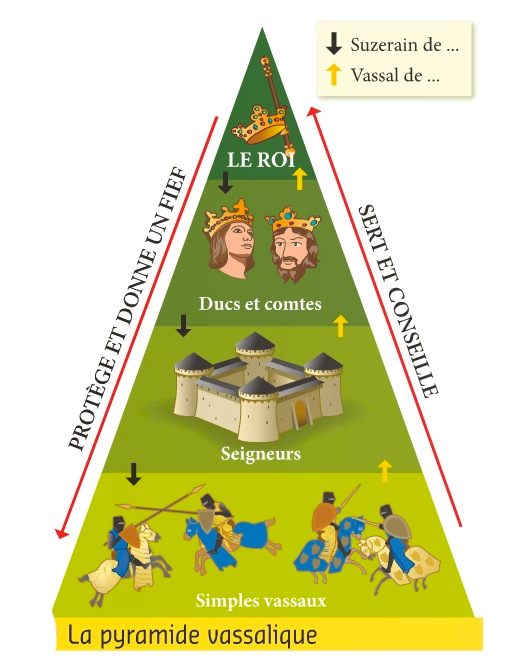 Suzerain de ...
Vassal de ...
LE ROI
PROTÈGE ET DONNE UN FIEF
SERT ET CONSEILLE
Ducs et comtes
Seigneurs
Simples vassaux
La pyramide vassalique